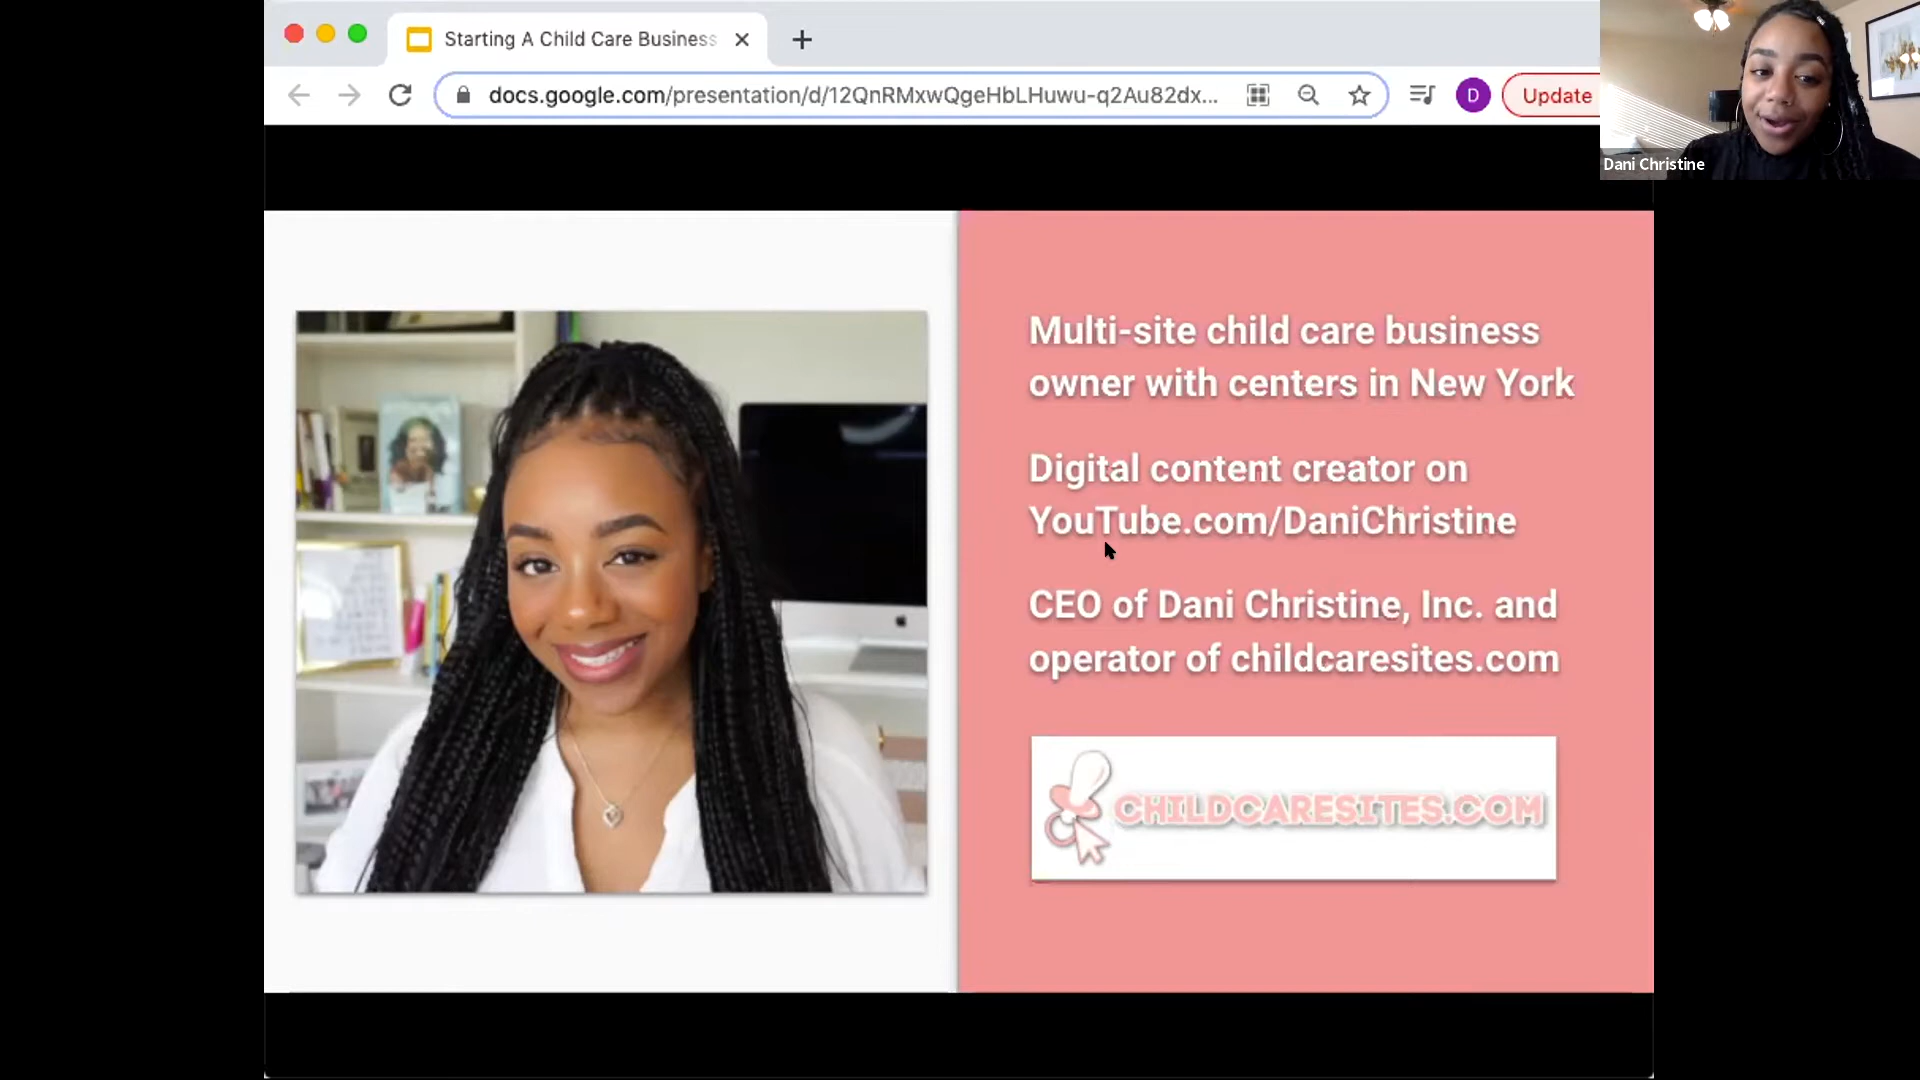 Starting A Child Care Business
docs.google.com/presentation/d/12QnRMxwQgeHbLHuwu-q2Au82dx...
D
Update
Dani Christine
Multi-site child care business
owner with centers in New York
Digital content creator on
YouTube.com/DaniChristine
CEO of Dani Christine, Inc. and
operator of childcaresites.com
CHILDCARESITES.COM